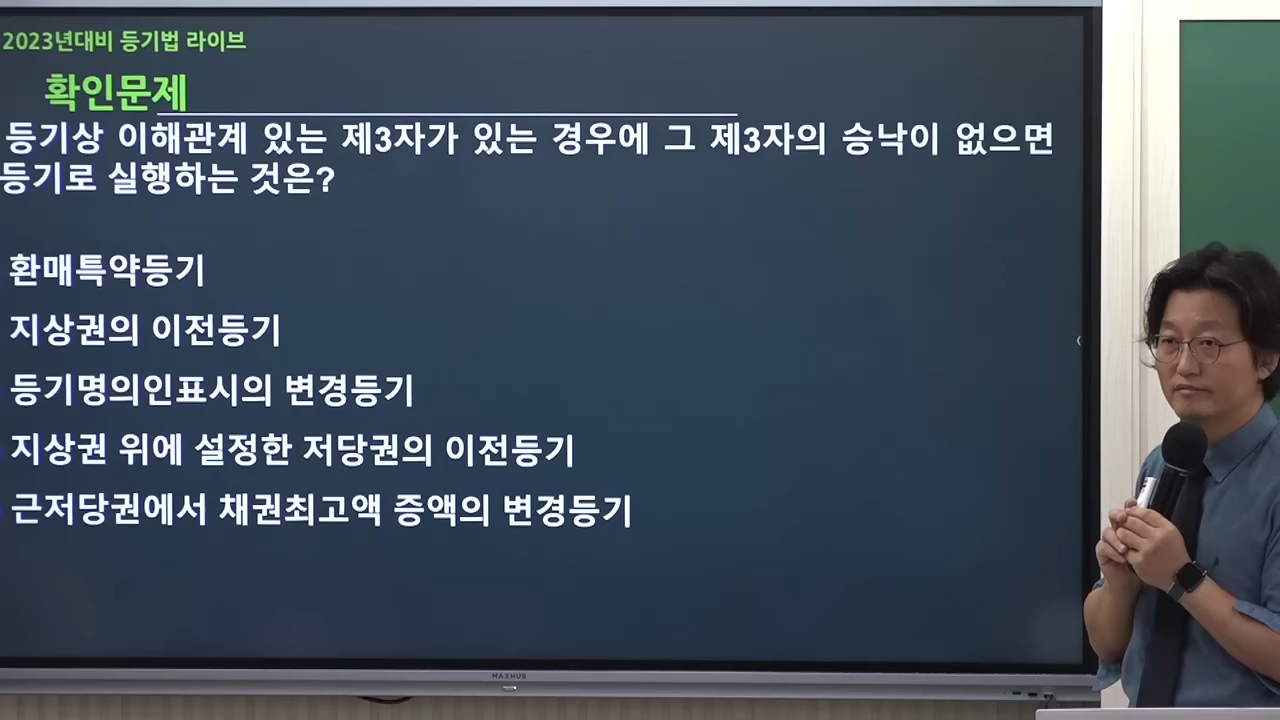 2023년대비 등기법 라이브
확인문제
등기상 이해관계 있는 제3자가 있는 경우에 그 제3자의 승낙이 없으면
등기로 실행하는 것은?
환매특약등기
지상권의 이전등기
등기명의인표시의 변경등기
지상권 위에 설정한 저당권의 이전등기
근저당권에서 채권최고액 증액의 변경등기
MAXHUB